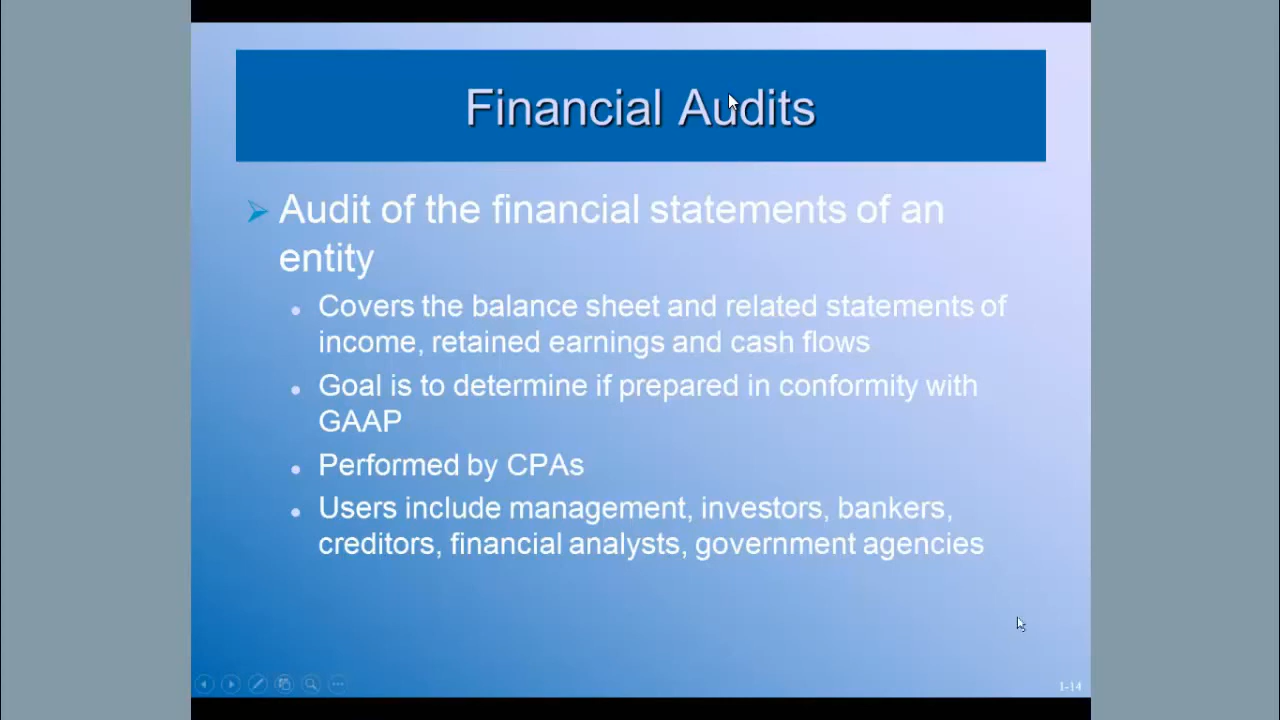 Financial Audits
Audit of the financial statements of an
entity
Covers the balance sheet and related statements of
income, retained earnings and cash flows
Goal is to determine if prepared in conformity with
GAAP
Performed by CPAs
Users include management, investors, bankers,
creditors, financial analysts, government agencies
1-14